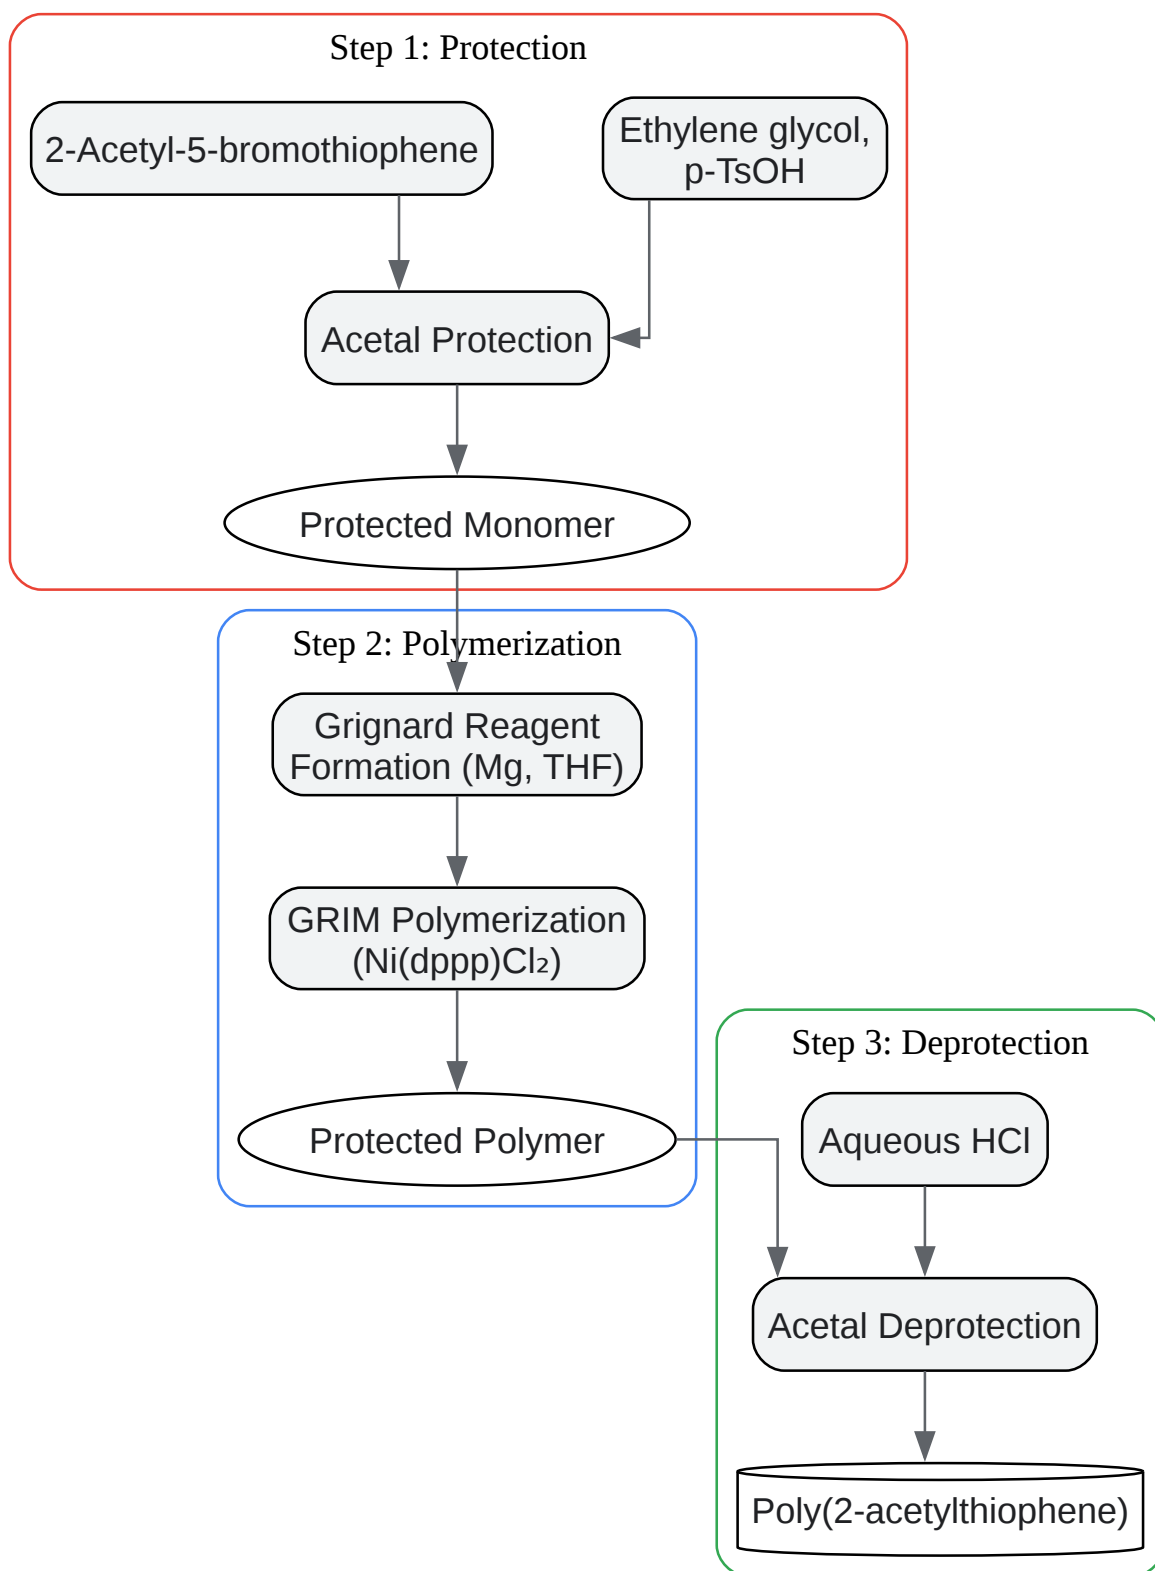 Step 1: Protection
2-Acetyl-5-bromothiophene
Ethylene glycol,
p-TsOH
Acetal Protection
Protected Monomer
Step 2: Polymerization
Grignard Reagent
Formation (Mg, THF)
GRIM Polymerization
(Ni(dppp)Cl₂)
Protected Polymer
Step 3: Deprotection
Aqueous HCl
Acetal Deprotection
Poly(2-acetylthiophene)